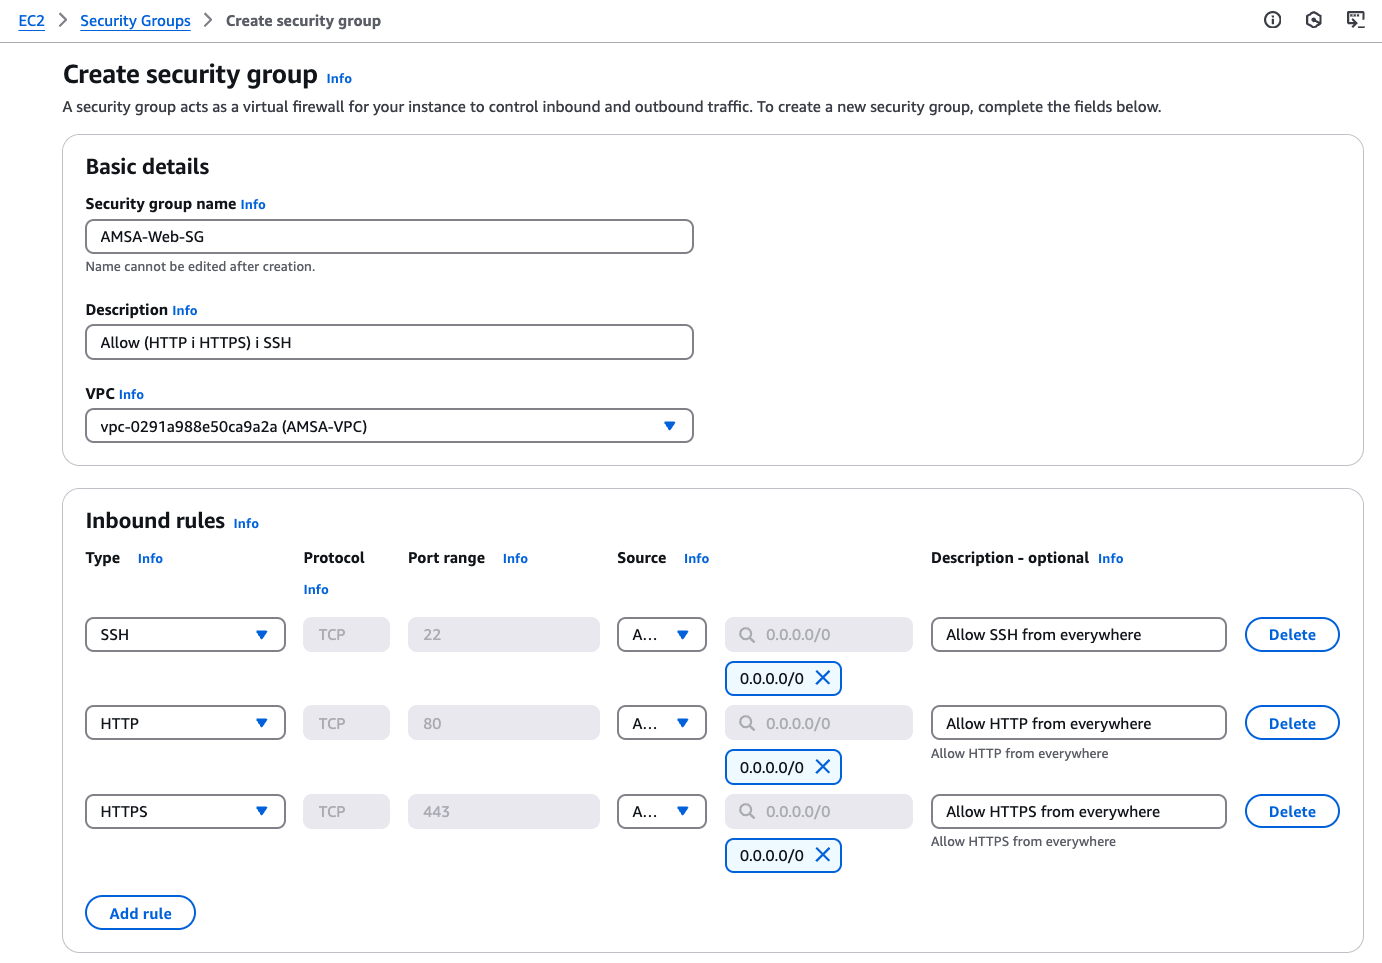 EC2 > Security Groups > Create security group
Create security group Info
A security group acts as a virtual firewall for your instance to control inbound and outbound traffic. To create a new security group, complete the fields below.
Basic details
Security group name Info
AMSA-Web-SG
Name cannot be edited after creation.
Description Info
Allow (HTTP i HTTPS) i SSH
VPC Info
vpc-0291a988e50ca9a2a (AMSA-VPC)
Inbound rules Info
Type Info Protocol Info Port range Info Source Info Description - optional Info
SSH TCP 22 A... 0.0.0.0/0 Allow SSH from everywhere Delete
0.0.0.0/0
HTTP TCP 80 A... 0.0.0.0/0 Allow HTTP from everywhere Delete
0.0.0.0/0 Allow HTTP from everywhere
HTTPS TCP 443 A... 0.0.0.0/0 Allow HTTPS from everywhere Delete
0.0.0.0/0 Allow HTTPS from everywhere
Add rule